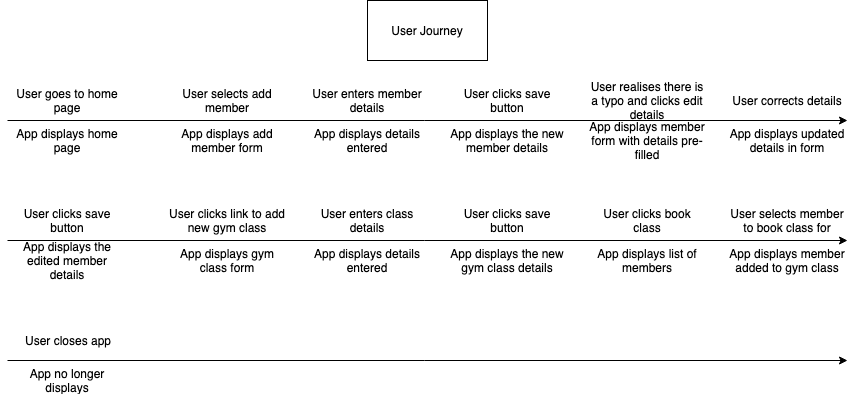 User Journey
User goes to home
page
User selects add
member
User enters member
details
User clicks save
button
User realises there is
a typo and clicks edit
details
User corrects details
App displays home
page
App displays add
member form
App displays details
entered
App displays the new
member details
App displays member
form with details pre-
filled
App displays updated
details in form
User clicks save
button
User clicks link to add
new gym class
User enters class
details
User clicks save
button
User clicks book
class
User selects member
to book class for
App displays the
edited member
details
App displays gym
class form
App displays details
entered
App displays the new
gym class details
App displays list of
members
App displays member
added to gym class
User closes app
App no longer
displays